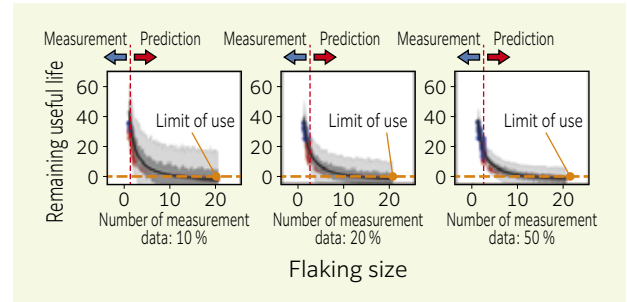 Measurement Prediction Measurement Prediction Measurement Prediction
Remaining useful life
60
40
20
0
Limit of use
0 10 20
Number of measurement
data: 10 %
60
40
20
0
Limit of use
0 10 20
Number of measurement
data: 20 %
60
40
20
0
Limit of use
0 10 20
Number of measurement
data: 50 %
Flaking size